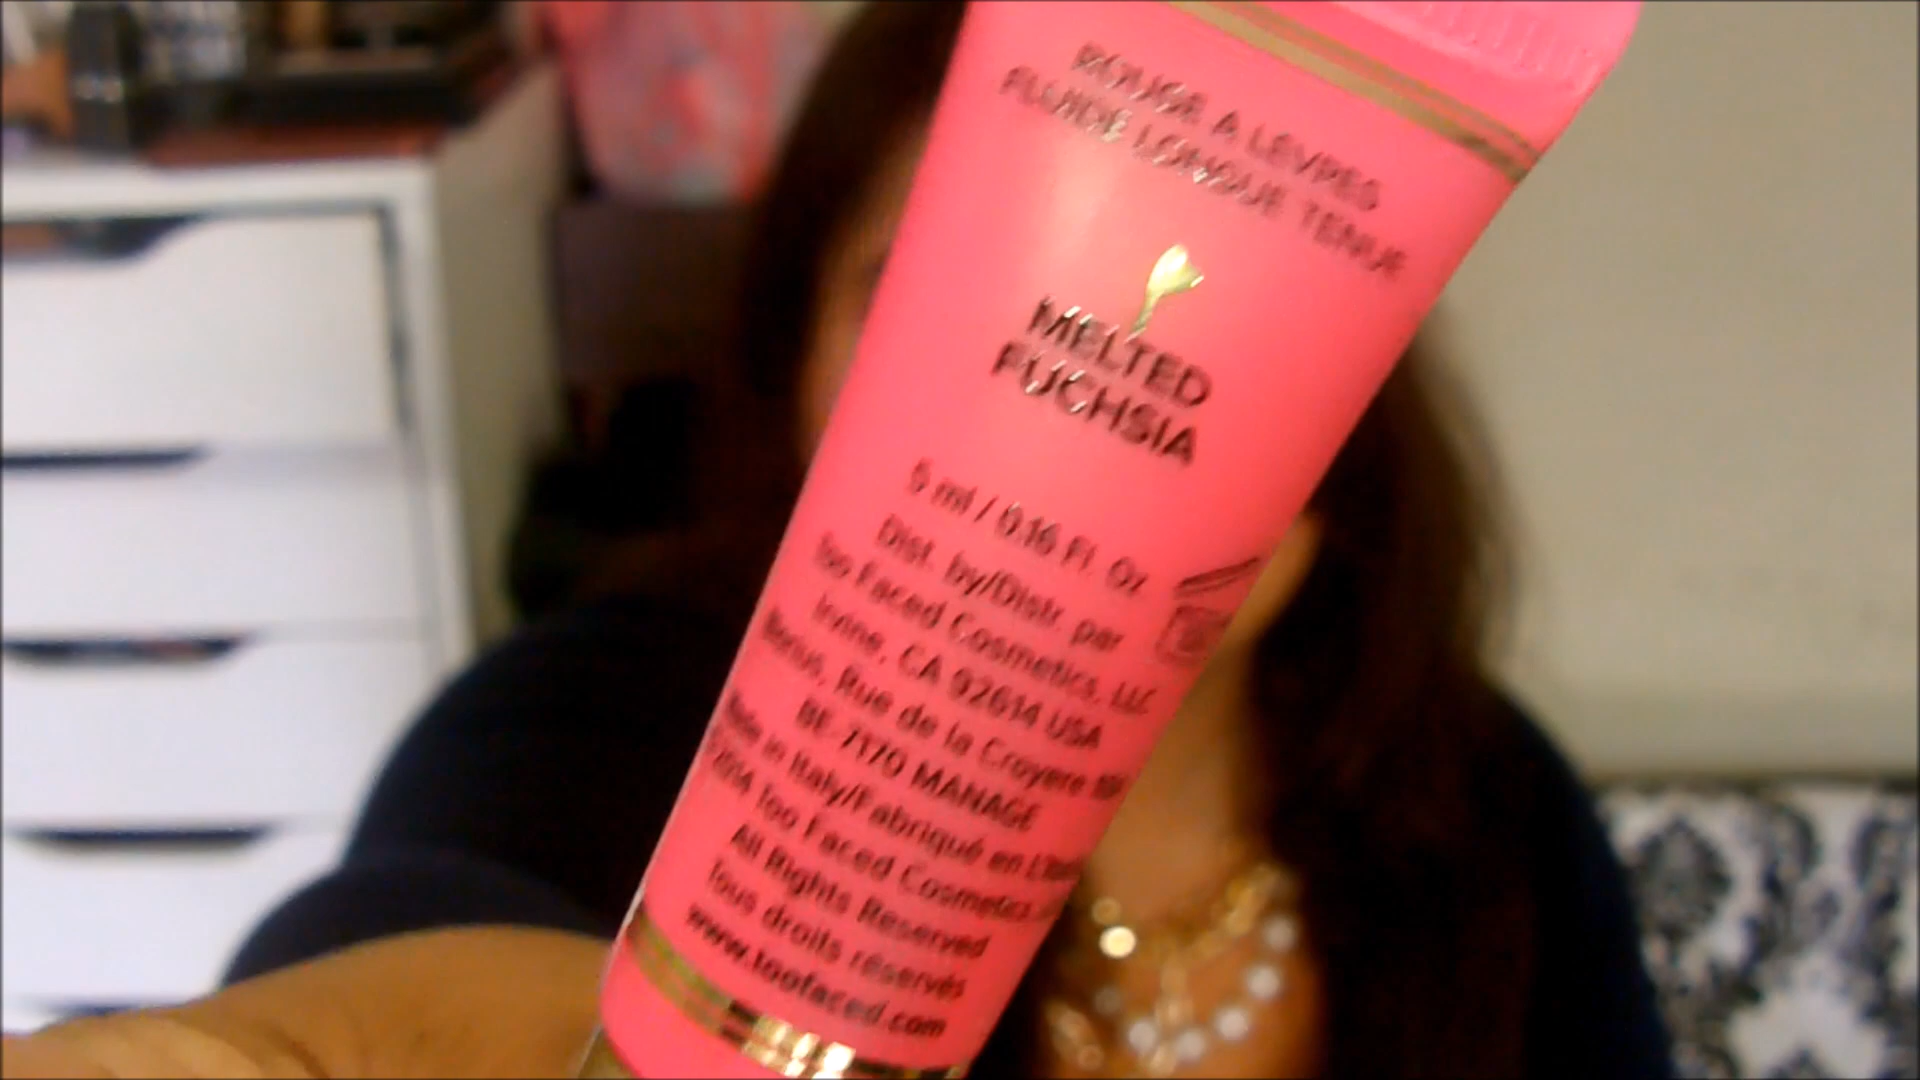 ROUGE A LEVRES
FLUIDE LONGUE TENUE
MELTED
FUCHSIA
5 ml / 0.16 Fl. Oz
Dist. by/Distr. par
Too Faced Cosmetics, LLC
Irvine, CA 92614 USA
Rue de la Croyere
BE-7170 MANAGE
Made in Italy/Fabriqué en
2014 Too Faced Cosmetics
All Rights Reserved
Tous droits réservés
www.toofaced.com